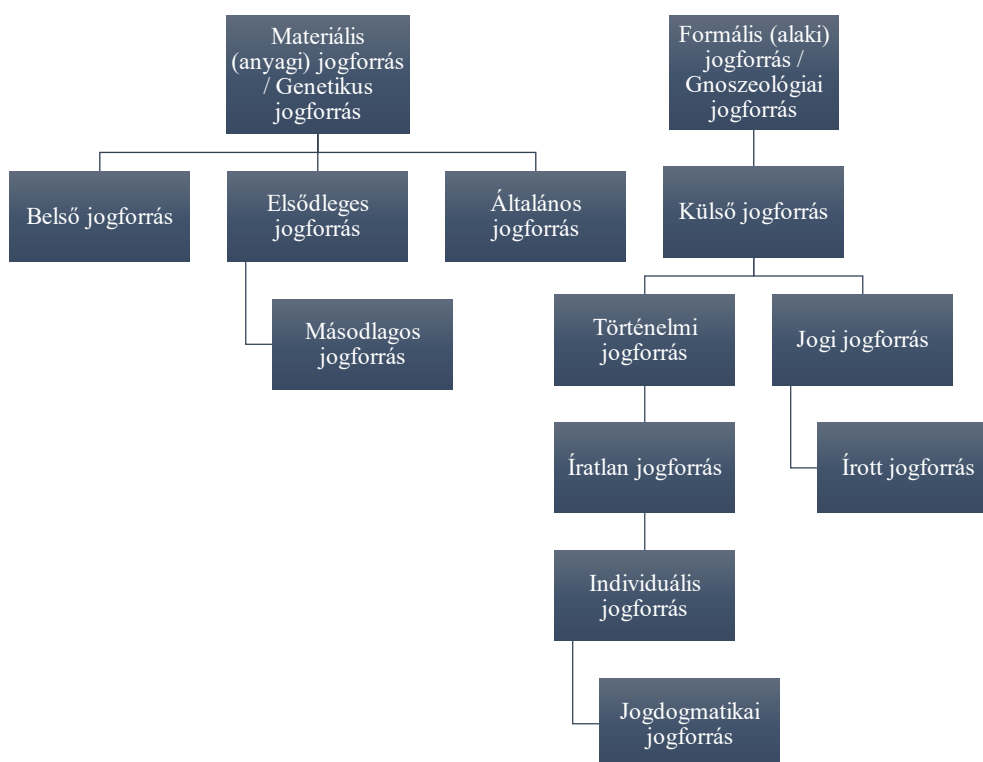 Materiális
(anyagi) jogforrás
/ Genetikus
jogforrás
Formális (alaki)
jogforrás /
Gnoszeológiai
jogforrás
Belső jogforrás
Elsődleges
jogforrás
Általános
jogforrás
Külső jogforrás
Másodlagos
jogforrás
Történelmi
jogforrás
Jogi jogforrás
Íratlan jogforrás
Írott jogforrás
Individuális
jogforrás
Jogdogmatikai
jogforrás